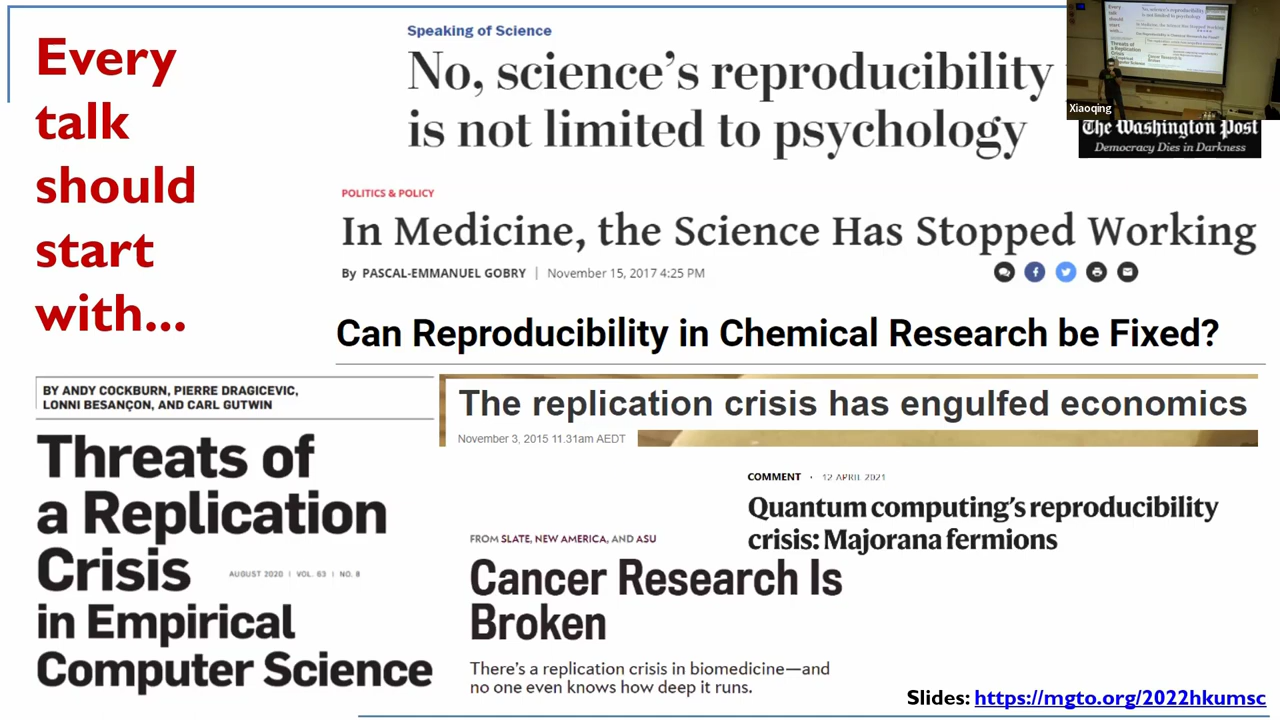 Every
talk
should
start
with...
Speaking of Science
No, science's reproducibility
is not limited to psychology
Xiaoqing
The Washington Post
Democracy Dies in Darkness
POLITICS & POLICY
In Medicine, the Science Has Stopped Working
By PASCAL-EMMANUEL GOBRY | November 15, 2017 4:25 PM
Can Reproducibility in Chemical Research be Fixed?
BY ANDY COCKBURN, PIERRE DRAGICEVIC,
LONNI BESANÇON, AND CARL GUTWIN
Threats of
a Replication
Crisis
AUGUST 2020 | VOL. 63 | NO. 8
in Empirical
Computer Science
The replication crisis has engulfed economics
November 3, 2015 11.31am AEDT
COMMENT · 12 APRIL 2021
Quantum computing's reproducibility
crisis: Majorana fermions
FROM SLATE, NEW AMERICA, AND ASU
Cancer Research Is
Broken
There's a replication crisis in biomedicine—and
no one even knows how deep it runs.
Slides: https://mgto.org/2022hkumsc